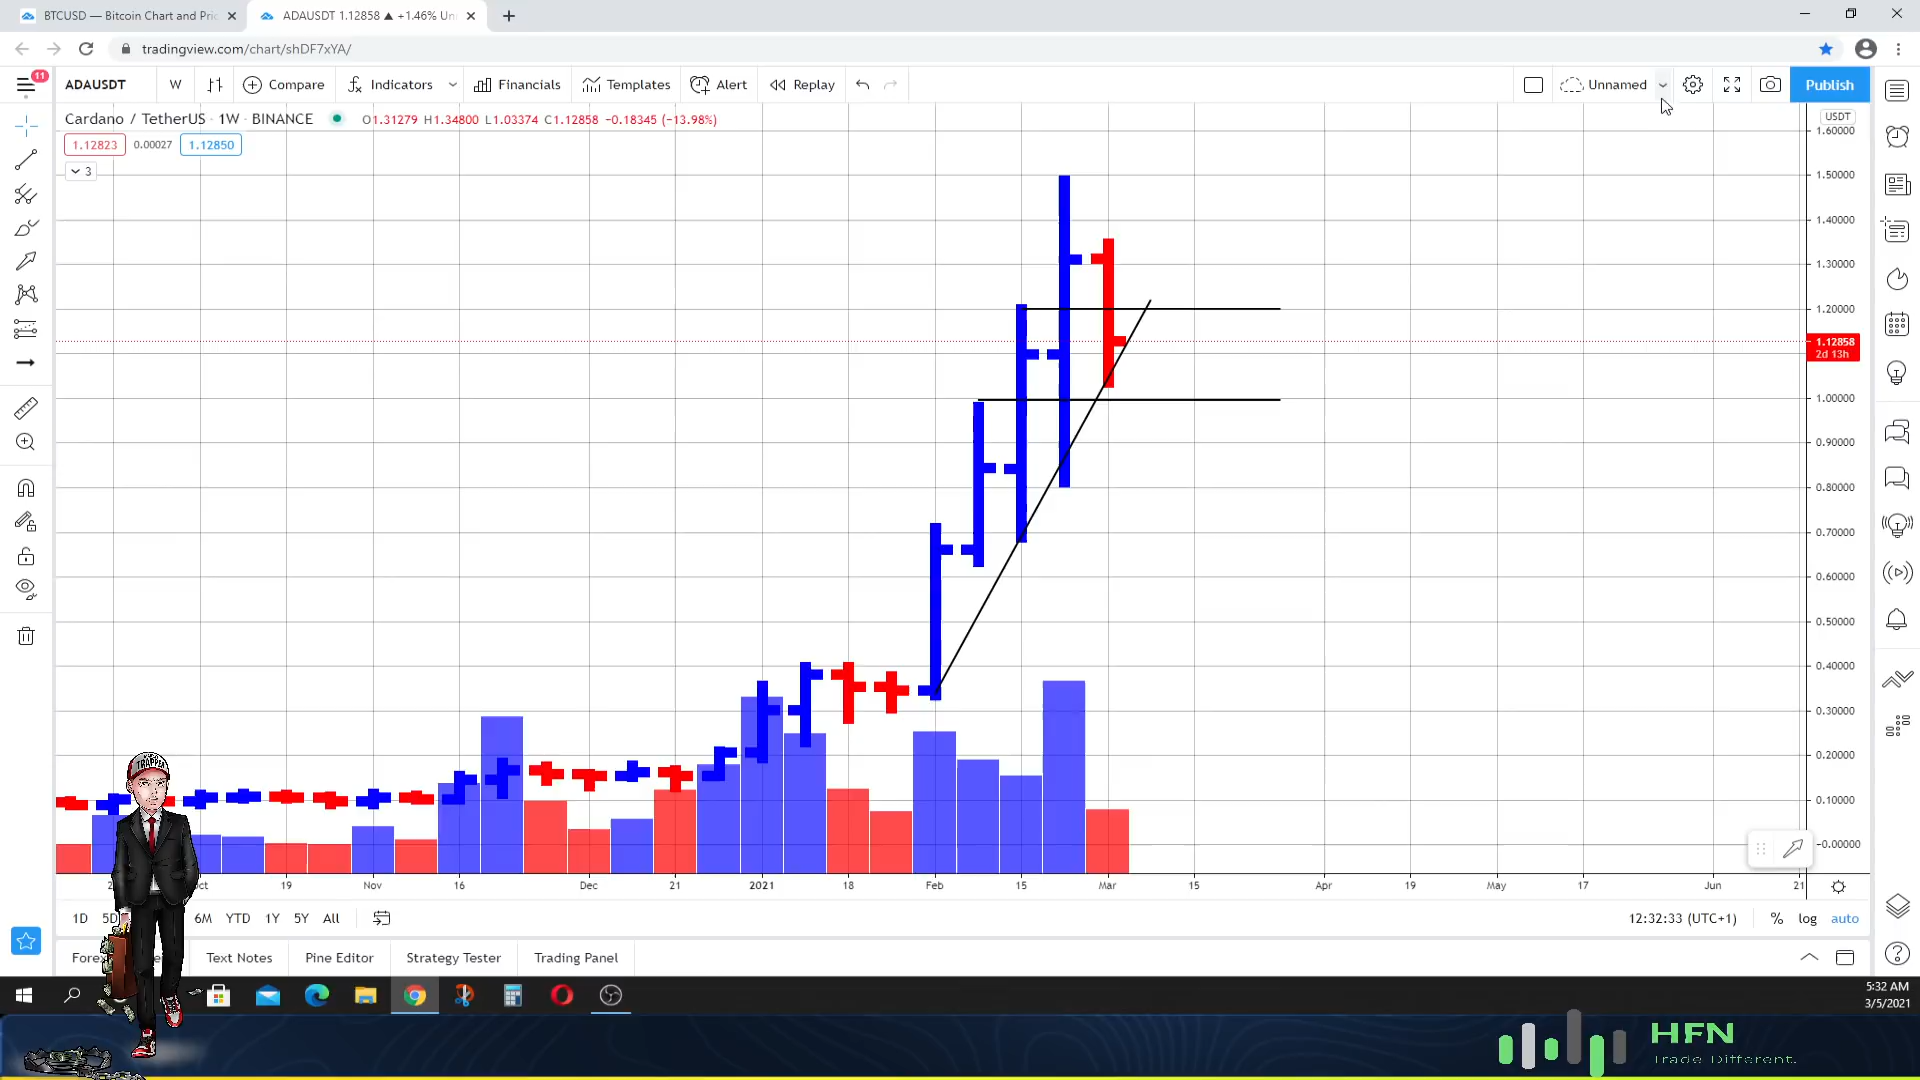 BTCUSD — Bitcoin Chart and Pric
ADAUSDT 1.12858 ▲ +1.46% Un
tradingview.com/chart/shDF7xYA/
11
ADAUSDT W Compare Indicators Financials Templates Alert Replay Unnamed Publish
Cardano / TetherUS · 1W · BINANCE O1.31279 H1.34800 L1.03374 C1.12858 −0.18345 (−13.98%)
1.12823 0.00027 1.12850
3
USDT
1.60000
1.50000
1.40000
1.30000
1.20000
1.12858
2d 13h
1.00000
0.90000
0.80000
0.70000
0.60000
0.50000
0.40000
0.30000
0.20000
0.10000
-0.00000
TRAPPER
19 Nov 16 Dec 21 2021 18 Feb 15 Mar 15 Apr 19 May 17 Jun 21
1D 5D 6M YTD 1Y 5Y All
12:32:33 (UTC+1) % log auto
Text Notes Pine Editor Strategy Tester Trading Panel
5:32 AM
3/5/2021
HFN
Trade Different.